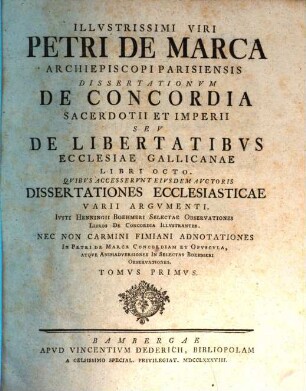 ILLVSTRISSIMI VIRI
PETRI DE MARCA
ARCHIEPISCOPI PARISIENSIS
DISSERTATIONVM
DE CONCORDIA
SACERDOTII ET IMPERII
SEV
DE LIBERTATIBVS
ECCLESIAE GALLICANAE
LIBRI OCTO.
QVIBVS ACCESSERVNT EIVSDEM AVCTORIS
DISSERTATIONES ECCLESIASTICAE
VARII ARGVMENTI,
IVSTI HENNINGII BOEHMERI SELECTAE OBSERVATIONES
LIBROS DE CONCORDIA ILLUSTRANTES.
NEC NON CARMINI FIMIANI ADNOTATIONES
IN PETRI DE MARCA CONCORDIAM ET OPUSCULA,
ATQUE ANIMADVERSIONES IN SELECTAS BOEHMERI
OBSERVATIONES.
TOMVS PRIMVS.
BAMBERGAE
APVD VINCENTIVM DEDERICH, BIBLIOPOLAM
A CELSISSIMO SPECIAL. PRIVILEGIAT. MDCCLXXXVIII.